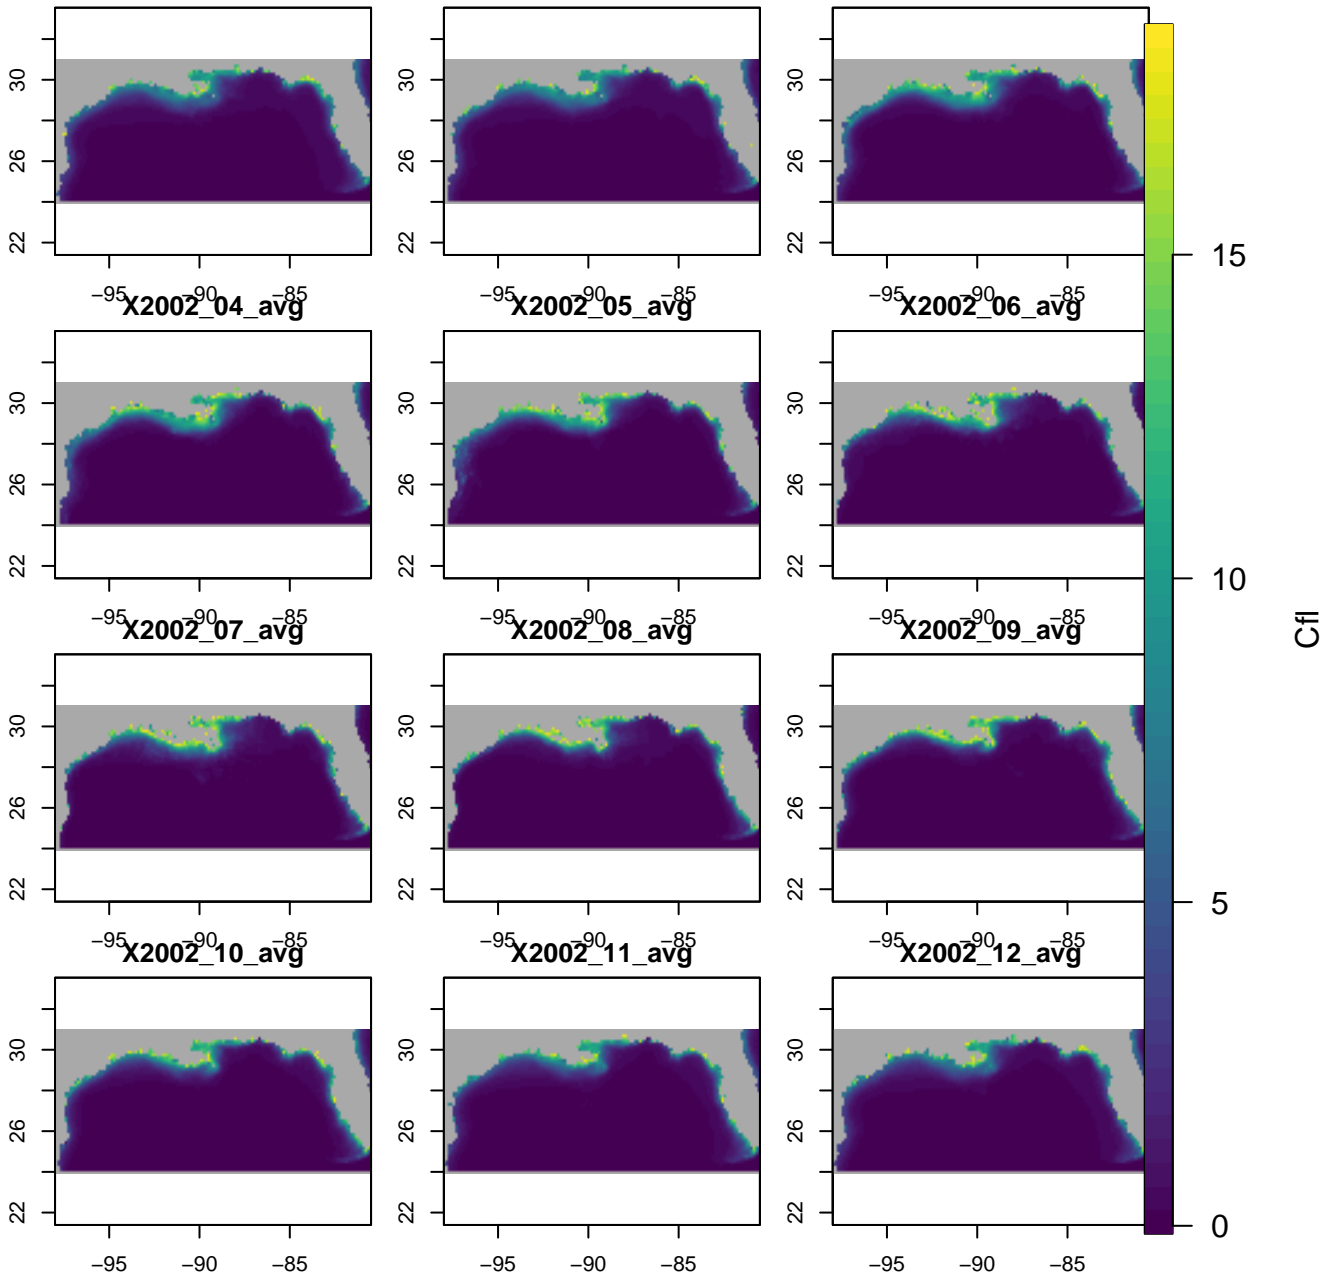 30 30 30
26 26 26 15
22 22 22
−95 −90 −85 −95 −90 −85 −95 −90 −85
X2002_04_avg X2002_05_avg X2002_06_avg
30 30 30
26 26 26
22 22 22 10
−95 −90 −85 −95 −90 −85 −95 −90 −85
X2002_07_avg X2002_08_avg X2002_09_avg
Cfl
30 30 30
26 26 26
22 22 22 5
−95 −90 −85 −95 −90 −85 −95 −90 −85
X2002_10_avg X2002_11_avg X2002_12_avg
30 30 30
26 26 26
22 22 22 0
−95 −90 −85 −95 −90 −85 −95 −90 −85